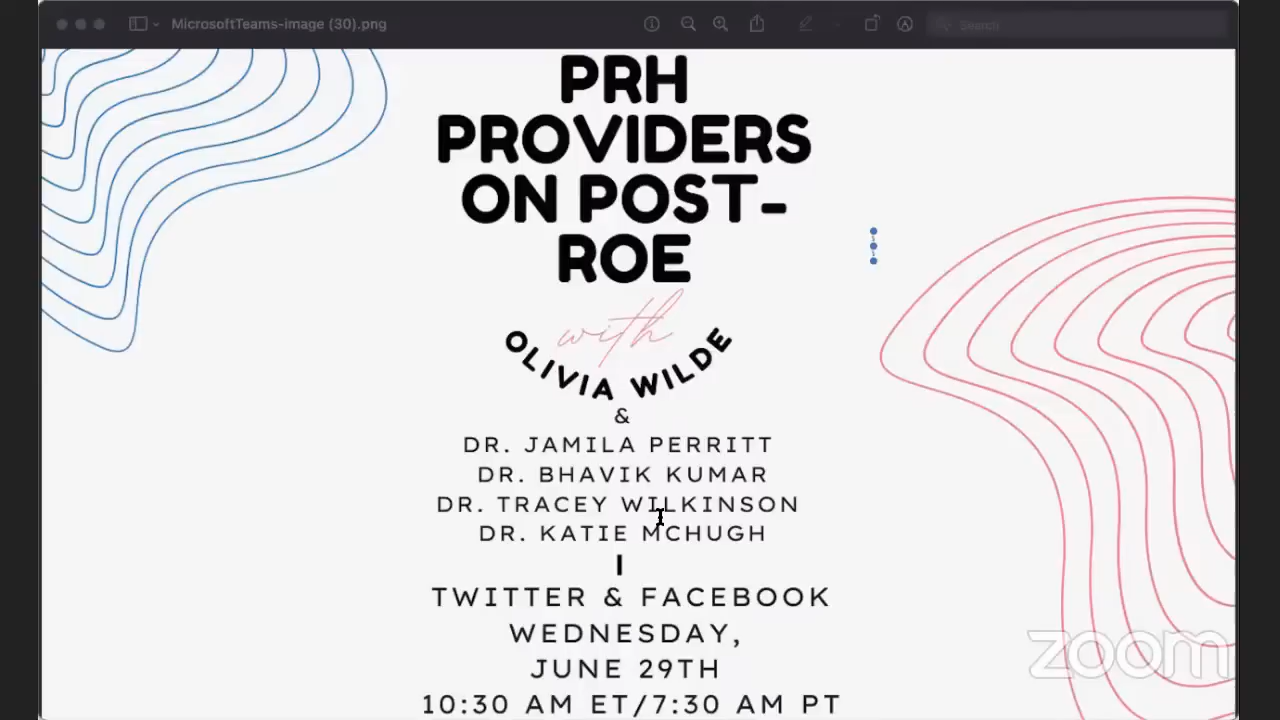 MicrosoftTeams-image (30).png
Search
PRH
PROVIDERS
ON POST-
ROE
with
OLIVIA WILDE
&
DR. JAMILA PERRITT
DR. BHAVIK KUMAR
DR. TRACEY WILKINSON
DR. KATIE MCHUGH
|
TWITTER & FACEBOOK
WEDNESDAY,
JUNE 29TH
10:30 AM ET/7:30 AM PT
zoom